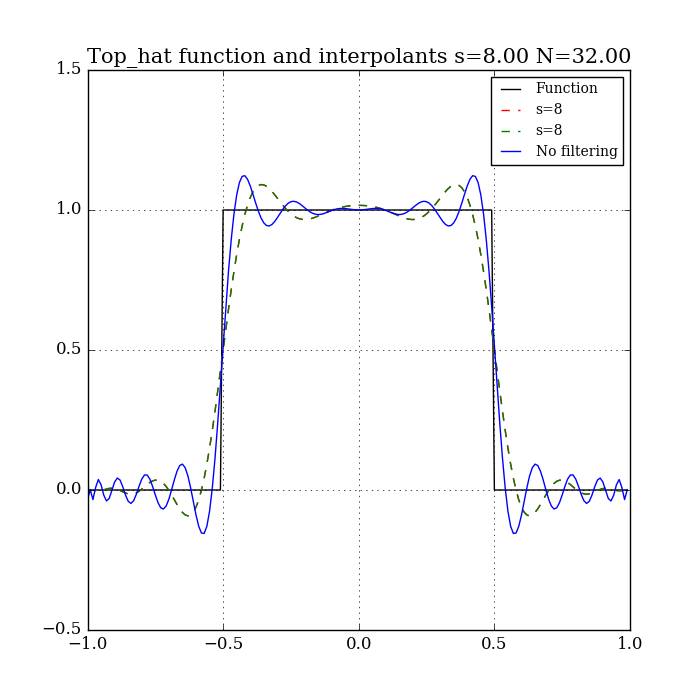 Top_hat function and interpolants s=8.00 N=32.00
1.5
Function
s=8
s=8
No filtering
1.0
0.5
0.0
−0.5
−1.0
−0.5
0.0
0.5
1.0